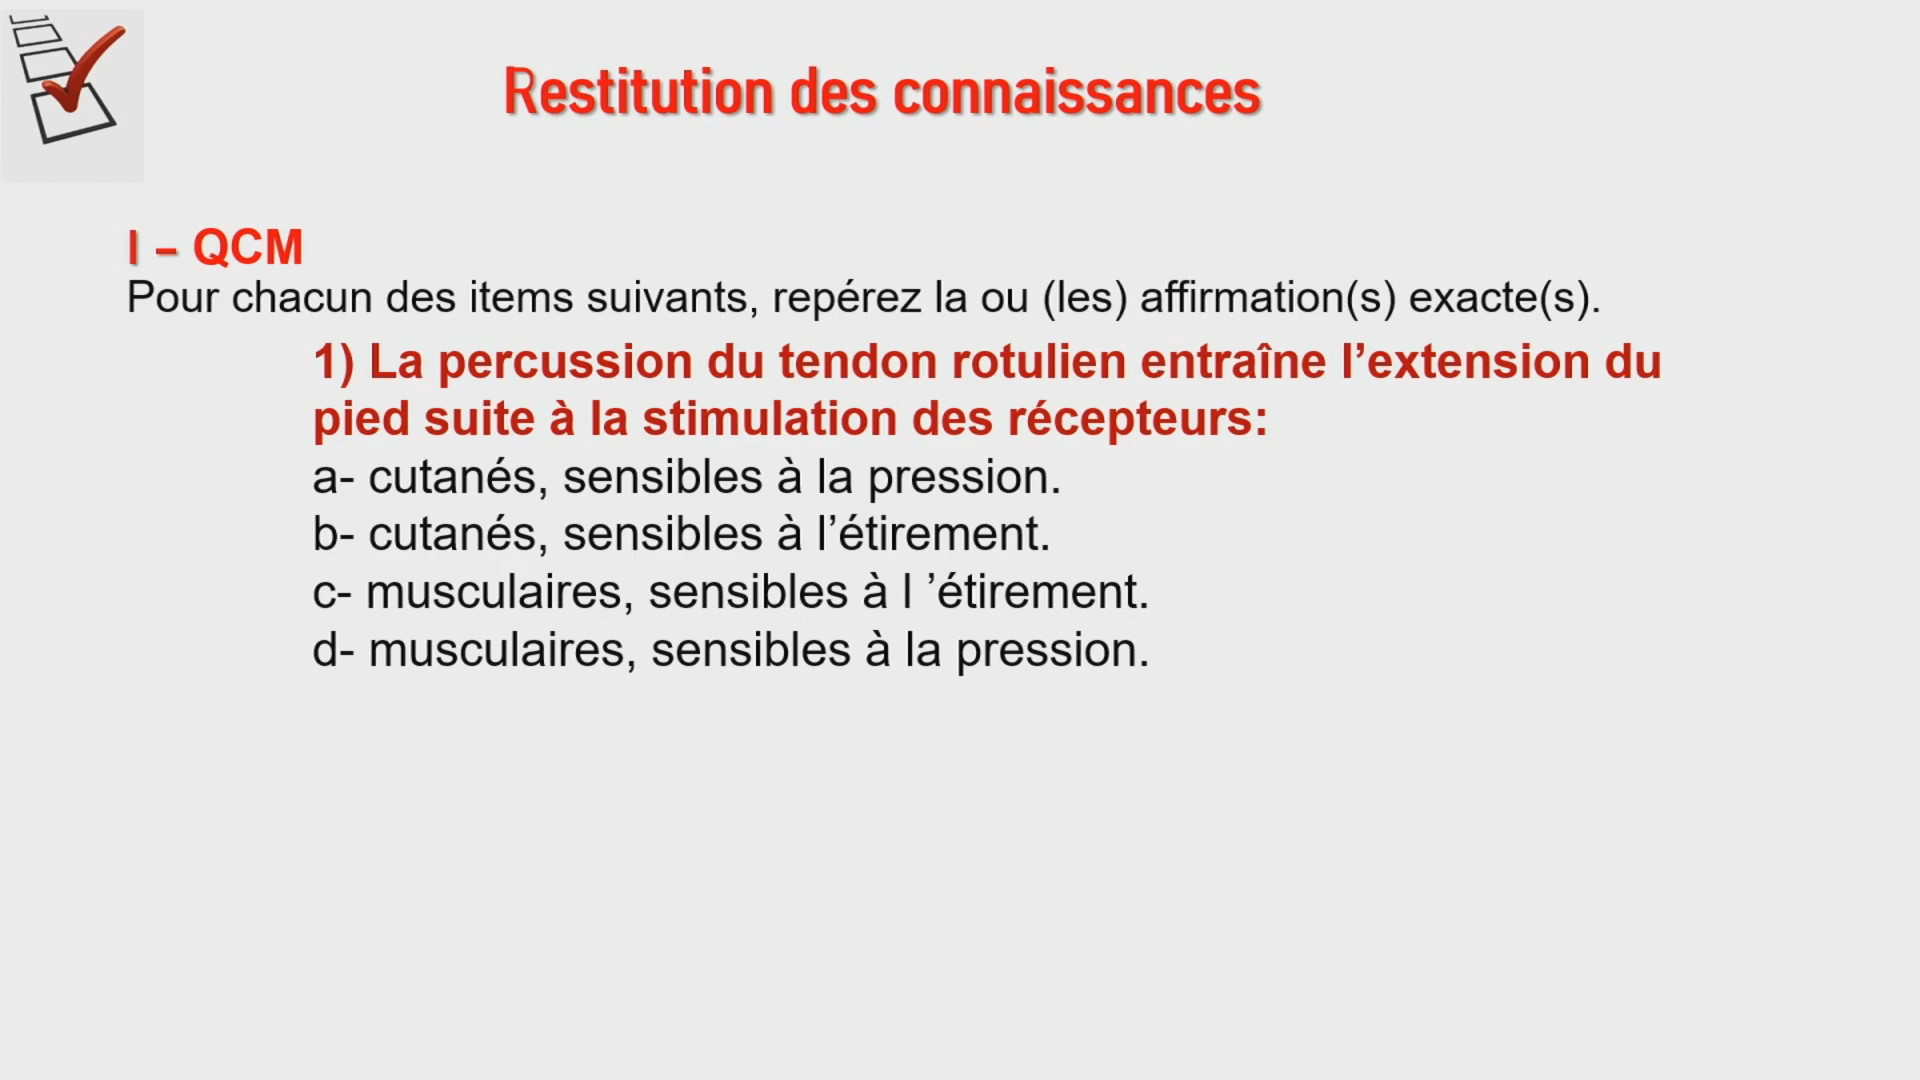 Restitution des connaissances
I – QCM
Pour chacun des items suivants, repérez la ou (les) affirmation(s) exacte(s).
1) La percussion du tendon rotulien entraîne l’extension du
pied suite à la stimulation des récepteurs:
a- cutanés, sensibles à la pression.
b- cutanés, sensibles à l’étirement.
c- musculaires, sensibles à l ’étirement.
d- musculaires, sensibles à la pression.